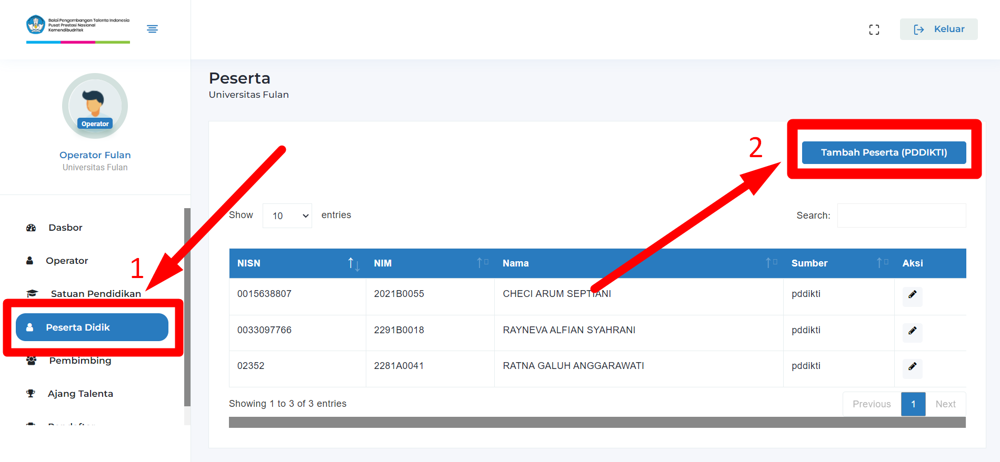 Balai Pengembangan Talenta Indonesia
Pusat Prestasi Nasional
Kemendibudritek
Keluar
Operator
Operator Fulan
Universitas Fulan
Dasbor
Operator
1
Satuan Pendidikan
Peserta Didik
Pembimbing
Ajang Talenta
Peserta
Universitas Fulan
2
Tambah Peserta (PDDIKTI)
Show 10 entries
Search:
NISN NIM Nama Sumber Aksi
0015638807 2021B0055 CHECI ARUM SEPTIANI pddikti
0033097766 2291B0018 RAYNEVA ALFIAN SYAHRANI pddikti
02352 2281A0041 RATNA GALUH ANGGARAWATI pddikti
Showing 1 to 3 of 3 entries
Previous 1 Next